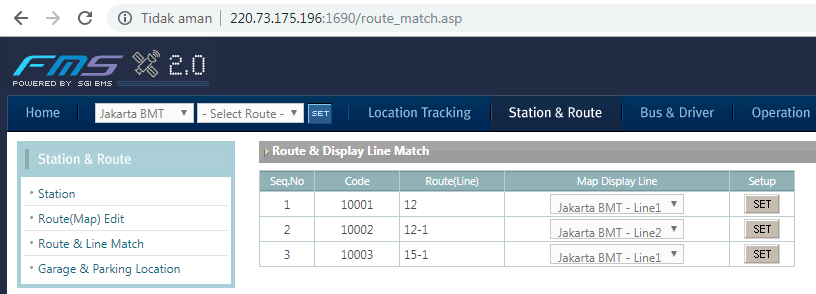 Tidak aman | 220.73.175.196:1690/route_match.asp
FMS 2.0
POWERED BY SGI BMS
Home Jakarta BMT - Select Route - SET Location Tracking Station & Route Bus & Driver Operation
Station & Route
Station
Route(Map) Edit
Route & Line Match
Garage & Parking Location
Route & Display Line Match
Seq.No Code Route(Line) Map Display Line Setup
1 10001 12 Jakarta BMT - Line1 SET
2 10002 12-1 Jakarta BMT - Line2 SET
3 10003 15-1 Jakarta BMT - Line1 SET